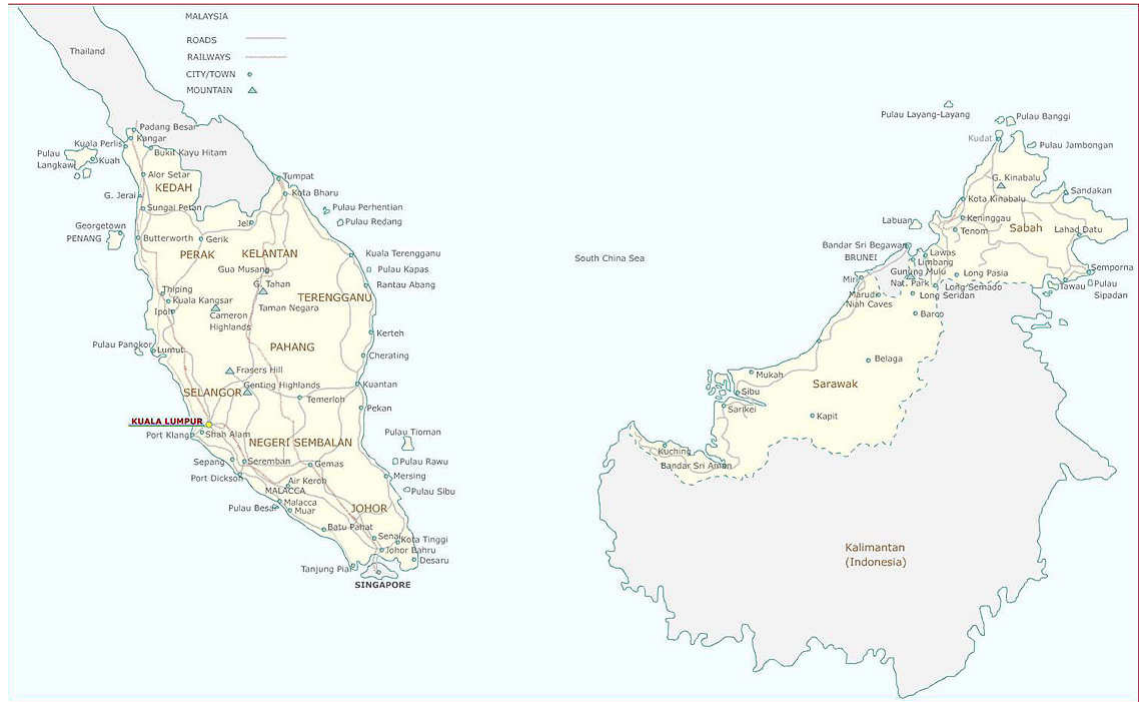 MALAYSIA
ROADS
RAILWAYS
CITY/TOWN
MOUNTAIN
Thailand
Padang Besar
Kangar
Kuala Perlis
Bukit Kayu Hitam
Pulau
Langkawi
Kuah
Alor Setar
KEDAH
G. Jerai
Sungai Petan
Tumpat
Kota Bharu
Pulau Perhentian
Pulau Redang
Jeli
Georgetown
PENANG
Butterworth
Gerik
PERAK
KELANTAN
Kuala Terengganu
Gua Musang
Pulau Kapas
G. Tahan
Rantau Abang
Thiping
TERENGGANU
Kuala Kangsar
Taman Negara
Ipoh
Cameron
Highlands
Kerteh
Pulau Pangkor
Lumut
PAHANG
Cherating
Frasers Hill
Genting Highlands
Kuantan
SELANGOR
Temerloh
Pekan
KUALA LUMPUR
Port Klang
Shah Alam
NEGERI SEMBALAN
Pulau Tioman
Sepang
Seremban
Gemas
Pulau Rawu
Port Dickson
Mersing
Air Keroh
MALACCA
Pulau Sibu
Malacca
Pulau Besar
Muar
JOHOR
Batu Pahat
Senai
Kota Tinggi
Johor Bahru
Desaru
Tanjung Piai
SINGAPORE
South China Sea
Pulau Layang-Layang
Pulau Banggi
Kudat
Pulau Jambongan
G. Kinabalu
Sandakan
Kota Kinabalu
Labuan
Keningau
Sabah
Tenom
Lahad Datu
Bandar Sri Begawan
BRUNEI
Lawas
Limbang
Gunung Mulu
Nat. Park
Long Pasia
Semporna
Miri
Long Semado
Tawau
Pulau
Sipadan
Marudi
Long Seridan
Niah Caves
Bareo
Belaga
Mukah
Sarawak
Sibu
Sarikei
Kapit
Kuching
Bandar Sri Aman
Kalimantan
(Indonesia)